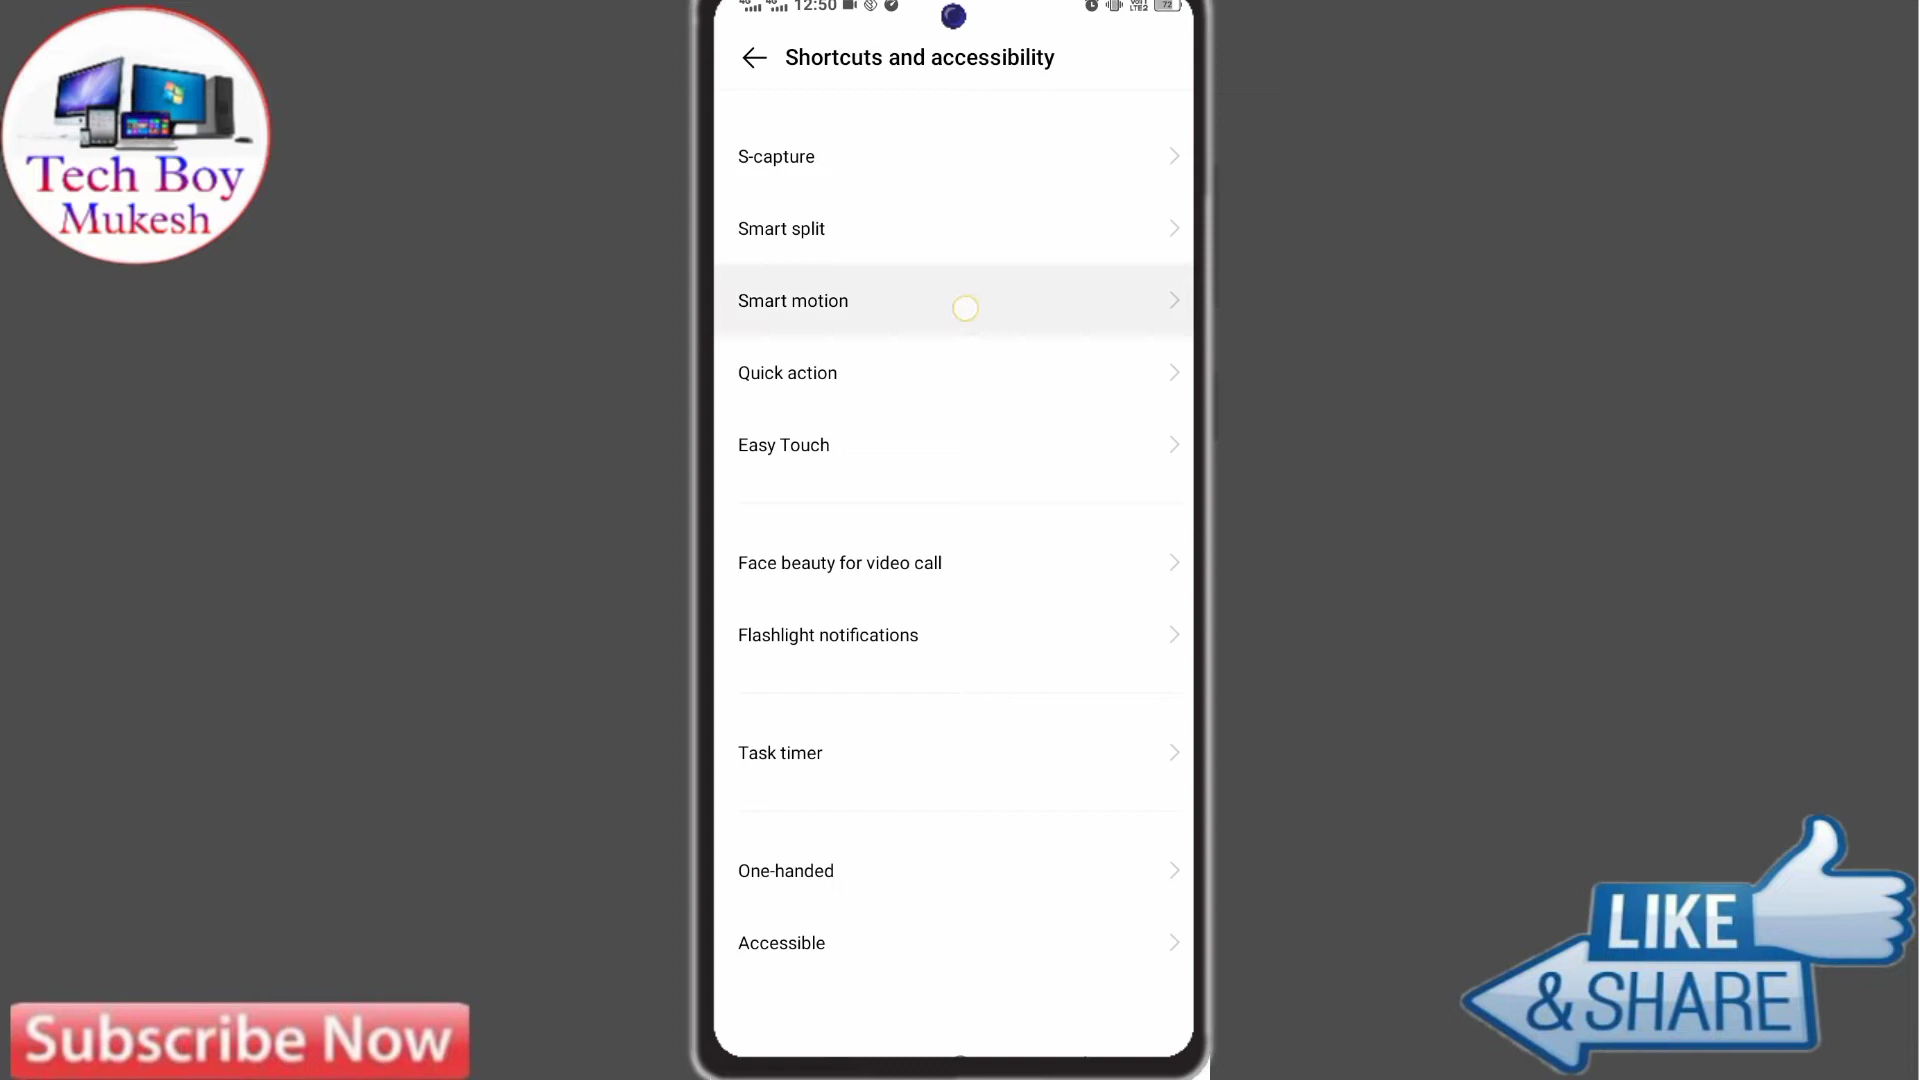 12:50
72
Shortcuts and accessibility
S-capture
Smart split
Smart motion
Quick action
Easy Touch
Face beauty for video call
Flashlight notifications
Task timer
One-handed
Accessible
Tech Boy
Mukesh
Subscribe Now
LIKE
& SHARE